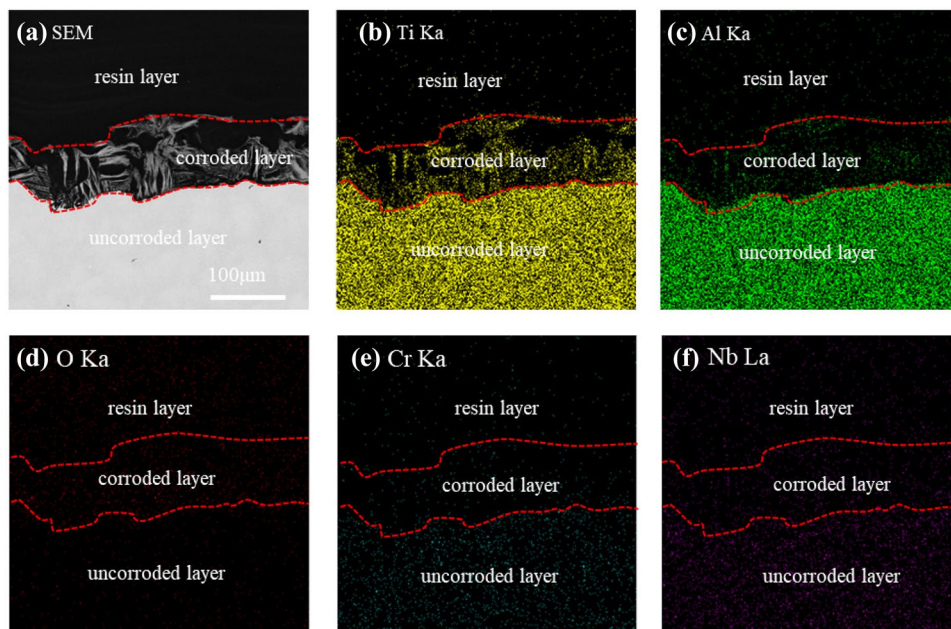 (a) SEM
resin layer
corroded layer
uncorroded layer
100μm
(b) Ti Ka
resin layer
corroded layer
uncorroded layer
(c) Al Ka
resin layer
corroded layer
uncorroded layer
(d) O Ka
resin layer
corroded layer
uncorroded layer
(e) Cr Ka
resin layer
corroded layer
uncorroded layer
(f) Nb La
resin layer
corroded layer
uncorroded layer